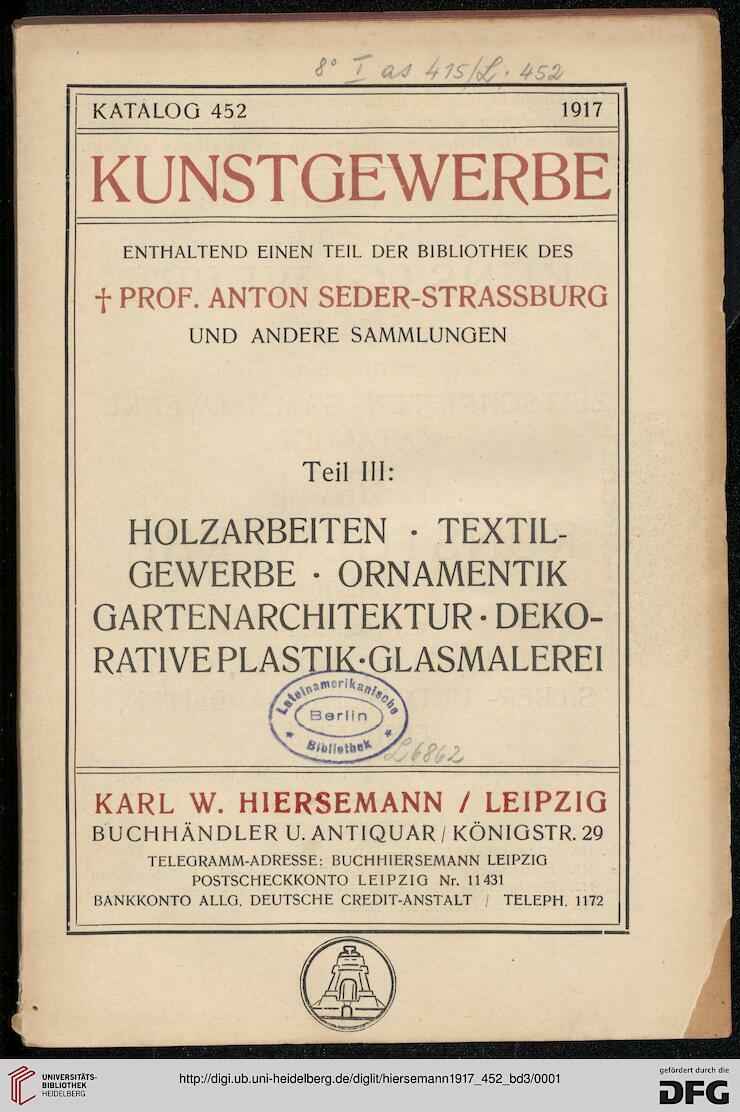 8° I as 415/L; 452
KATALOG 452 1917
KUNSTGEWERBE
ENTHALTEND EINEN TEIL DER BIBLIOTHEK DES
† PROF. ANTON SEDER-STRASSBURG
UND ANDERE SAMMLUNGEN
Teil III:
HOLZARBEITEN · TEXTIL-
GEWERBE · ORNAMENTIK
GARTENARCHITEKTUR · DEKO-
RATIVE PLASTIK · GLASMALEREI
Lateinamerikanische
Berlin
* Bibliothek *
L6862
KARL W. HIERSEMANN / LEIPZIG
BUCHHÄNDLER U. ANTIQUAR / KÖNIGSTR. 29
TELEGRAMM-ADRESSE: BUCHHIERSEMANN LEIPZIG
POSTSCHECKKONTO LEIPZIG Nr. 11431
BANKKONTO ALLG. DEUTSCHE CREDIT-ANSTALT / TELEPH. 1172
UNIVERSITÄTS-
BIBLIOTHEK
HEIDELBERG
http://digi.ub.uni-heidelberg.de/diglit/hiersemann1917_452_bd3/0001
gefördert durch die
DFG